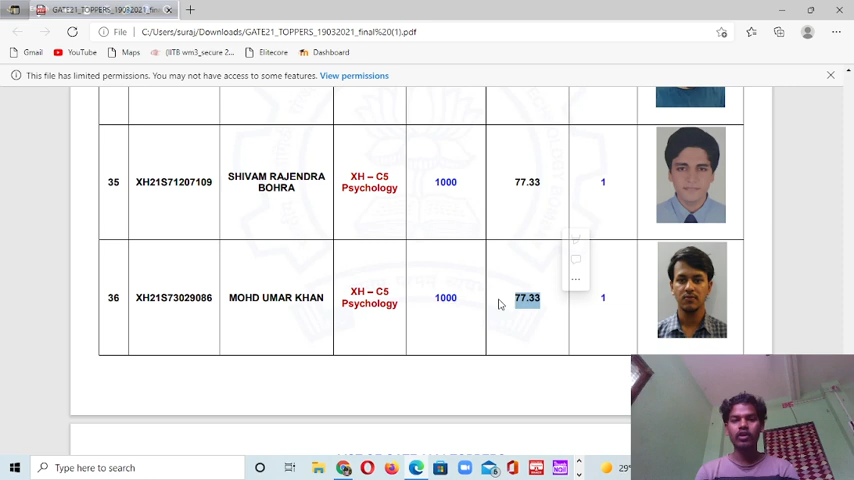 GATE21_TOPPERS_19032021_fina
File C:/Users/suraj/Downloads/GATE21_TOPPERS_19032021_final%20(1).pdf
Gmail YouTube Maps (IITB wm3_secure 2... Elitecore Dashboard
This file has limited permissions. You may not have access to some features. View permissions
35 XH21S71207109 SHIVAM RAJENDRA BOHRA XH – C5 Psychology 1000 77.33 1
36 XH21S73029086 MOHD UMAR KHAN XH – C5 Psychology 1000 77.33 1
Type here to search
29°